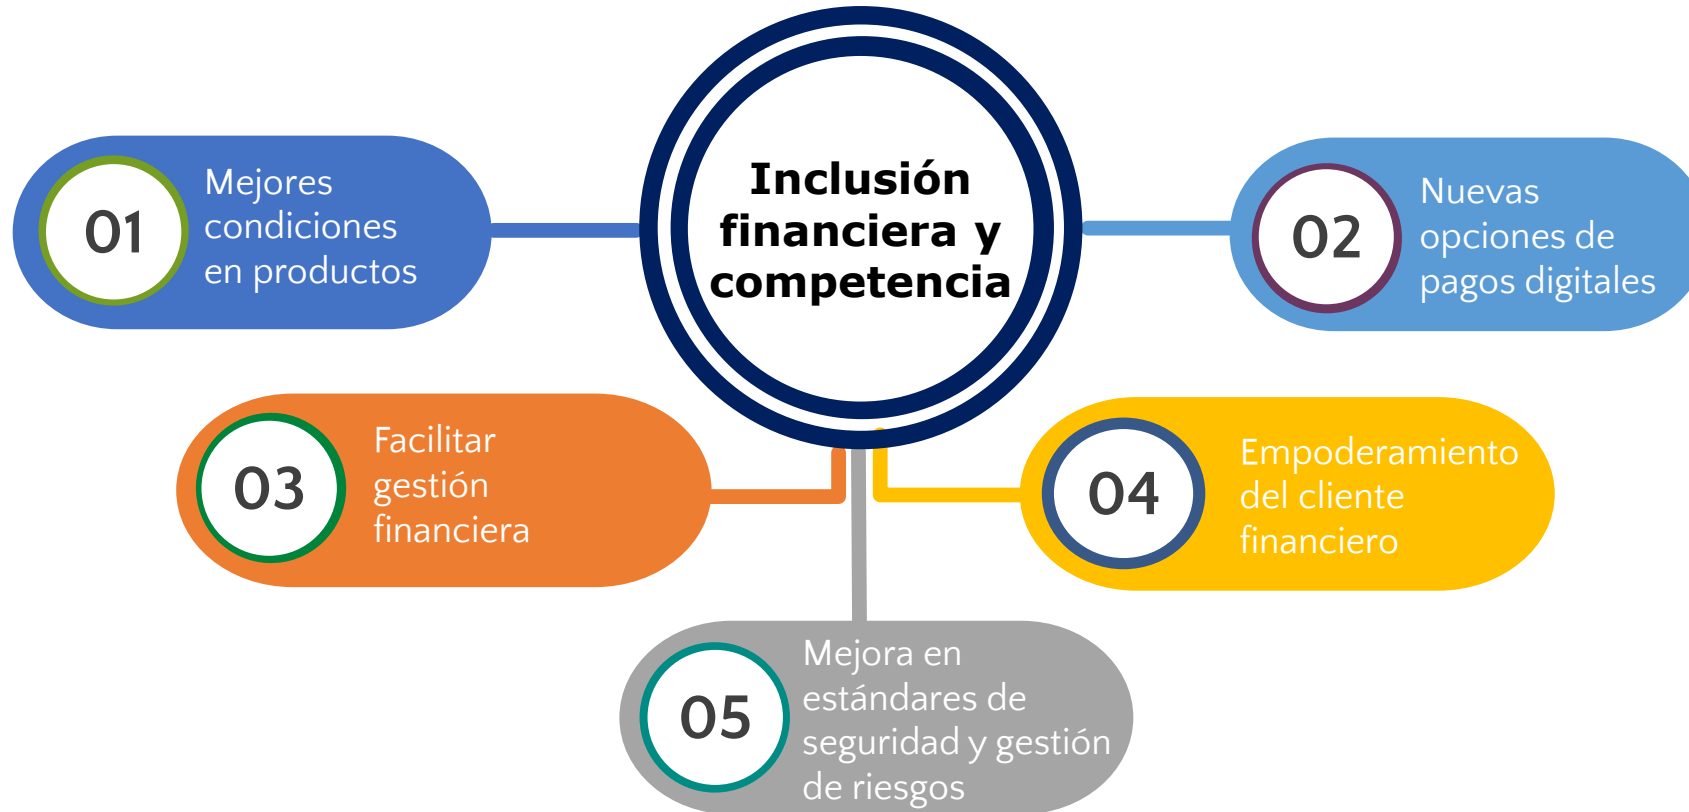 Inclusión
financiera y
competencia
01
Mejores
condiciones
en productos
02
Nuevas
opciones de
pagos digitales
03
Facilitar
gestión
financiera
04
Empoderamiento
del cliente
financiero
05
Mejora en
estándares de
seguridad y gestión
de riesgos